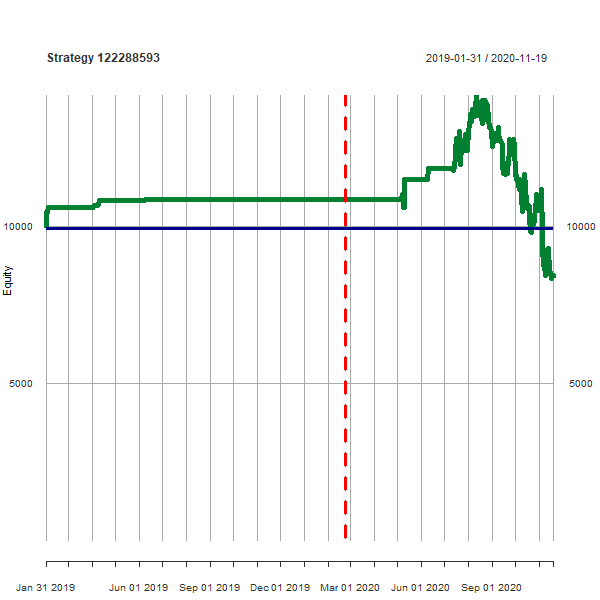 Strategy 122288593
2019-01-31 / 2020-11-19
10000
10000
Equity
5000
5000
Jan 31 2019
Jun 01 2019
Sep 01 2019
Dec 01 2019
Mar 01 2020
Jun 01 2020
Sep 01 2020